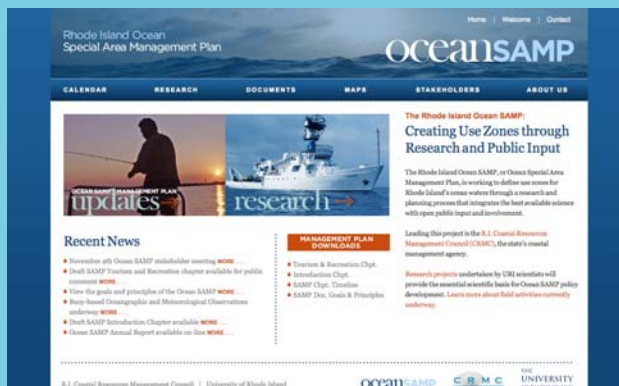 Home | Welcome | Contact
Rhode Island Ocean
Special Area Management Plan
oceanSAMP
CALENDAR RESEARCH DOCUMENTS MAPS STAKEHOLDERS ABOUT US
OCEAN SAMP'S MANAGEMENT PLAN
updates
research
The Rhode Island Ocean SAMP:
Creating Use Zones through
Research and Public Input
The Rhode Island Ocean SAMP, or Ocean Special Area
Management Plan, is working to define use zones for
Rhode Island's ocean waters through a research and
planning process that integrates the best available science
with open public input and involvement.
Leading this project is the R.I. Coastal Resources
Management Council (CRMC), the state's coastal
management agency.
Research projects undertaken by URI scientists will
provide the essential scientific basis for Ocean SAMP policy
development. Learn more about field activities currently
underway.
Recent News
November 4th Ocean SAMP stakeholder meeting MORE . . .
Draft SAMP Tourism and Recreation chapter available for public
comment MORE . . .
View the goals and principles of the Ocean SAMP MORE . . .
Buoy-based Oceangraphic and Meteorological Observations
underway MORE . . .
Draft SAMP Introduction Chapter available MORE . . .
Ocean SAMP Annual Report available on-line MORE . . .
MANAGEMENT PLAN
DOWNLOADS
Tourism & Recreation Chpt.
Introduction Chpt.
SAMP Chpt. Timeline
SAMP Doc. Goals & Principles
R.I. Coastal Resources Management Council | University of Rhode Island
oceanSAMP
CRMC
THE
UNIVERSITY